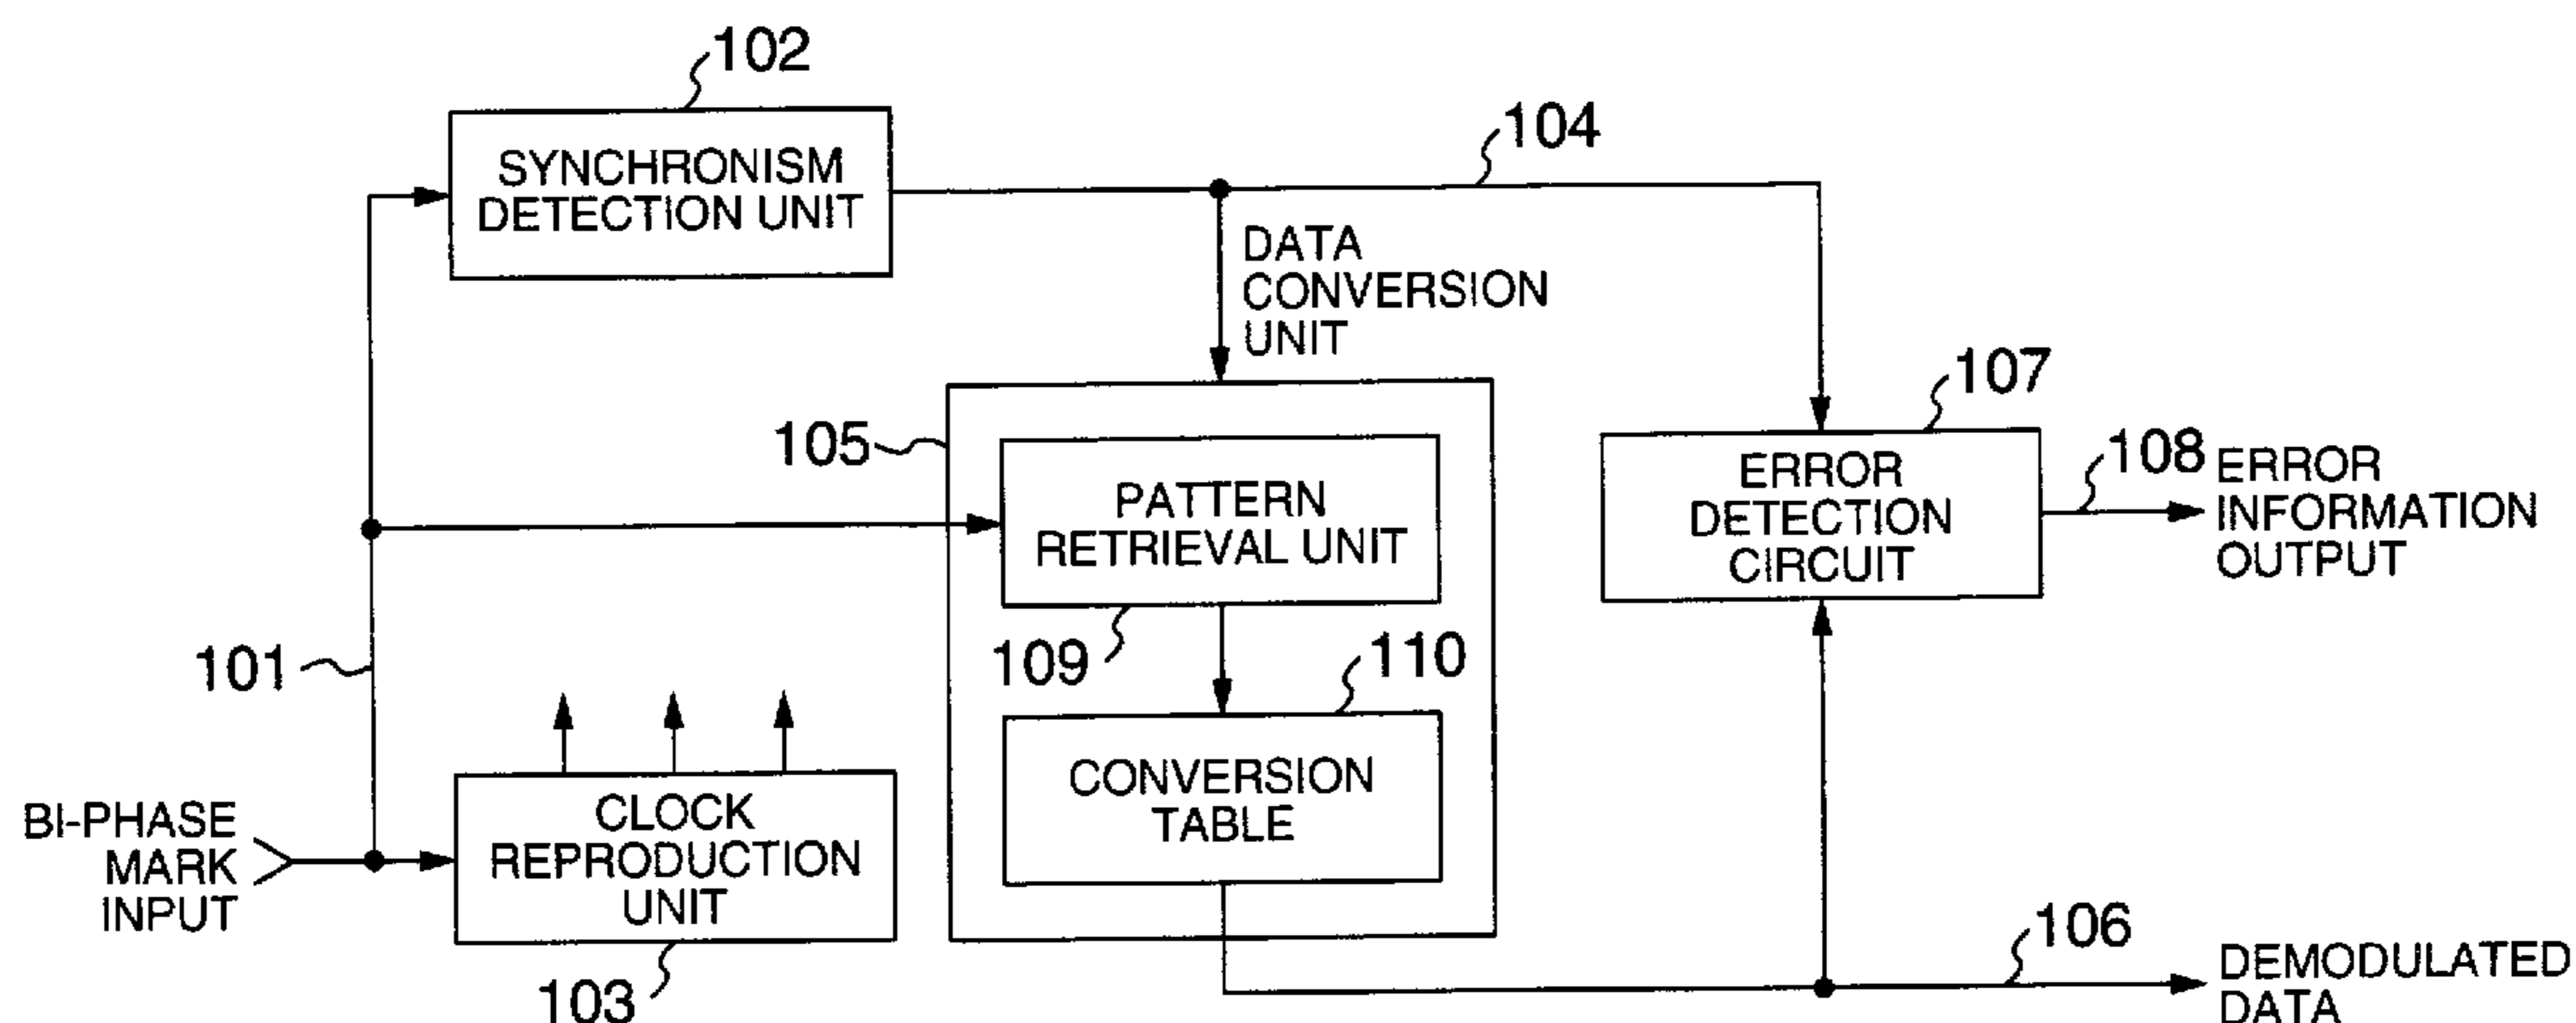 102
SYNCHRONISM
DETECTION UNIT
104
DATA
CONVERSION
UNIT
107
105
ERROR
DETECTION
CIRCUIT
108
ERROR
INFORMATION
OUTPUT
PATTERN
RETRIEVAL UNIT
109
101
110
CONVERSION
TABLE
BI-PHASE
MARK
INPUT
CLOCK
REPRODUCTION
UNIT
103
106
DEMODULATED
DATA